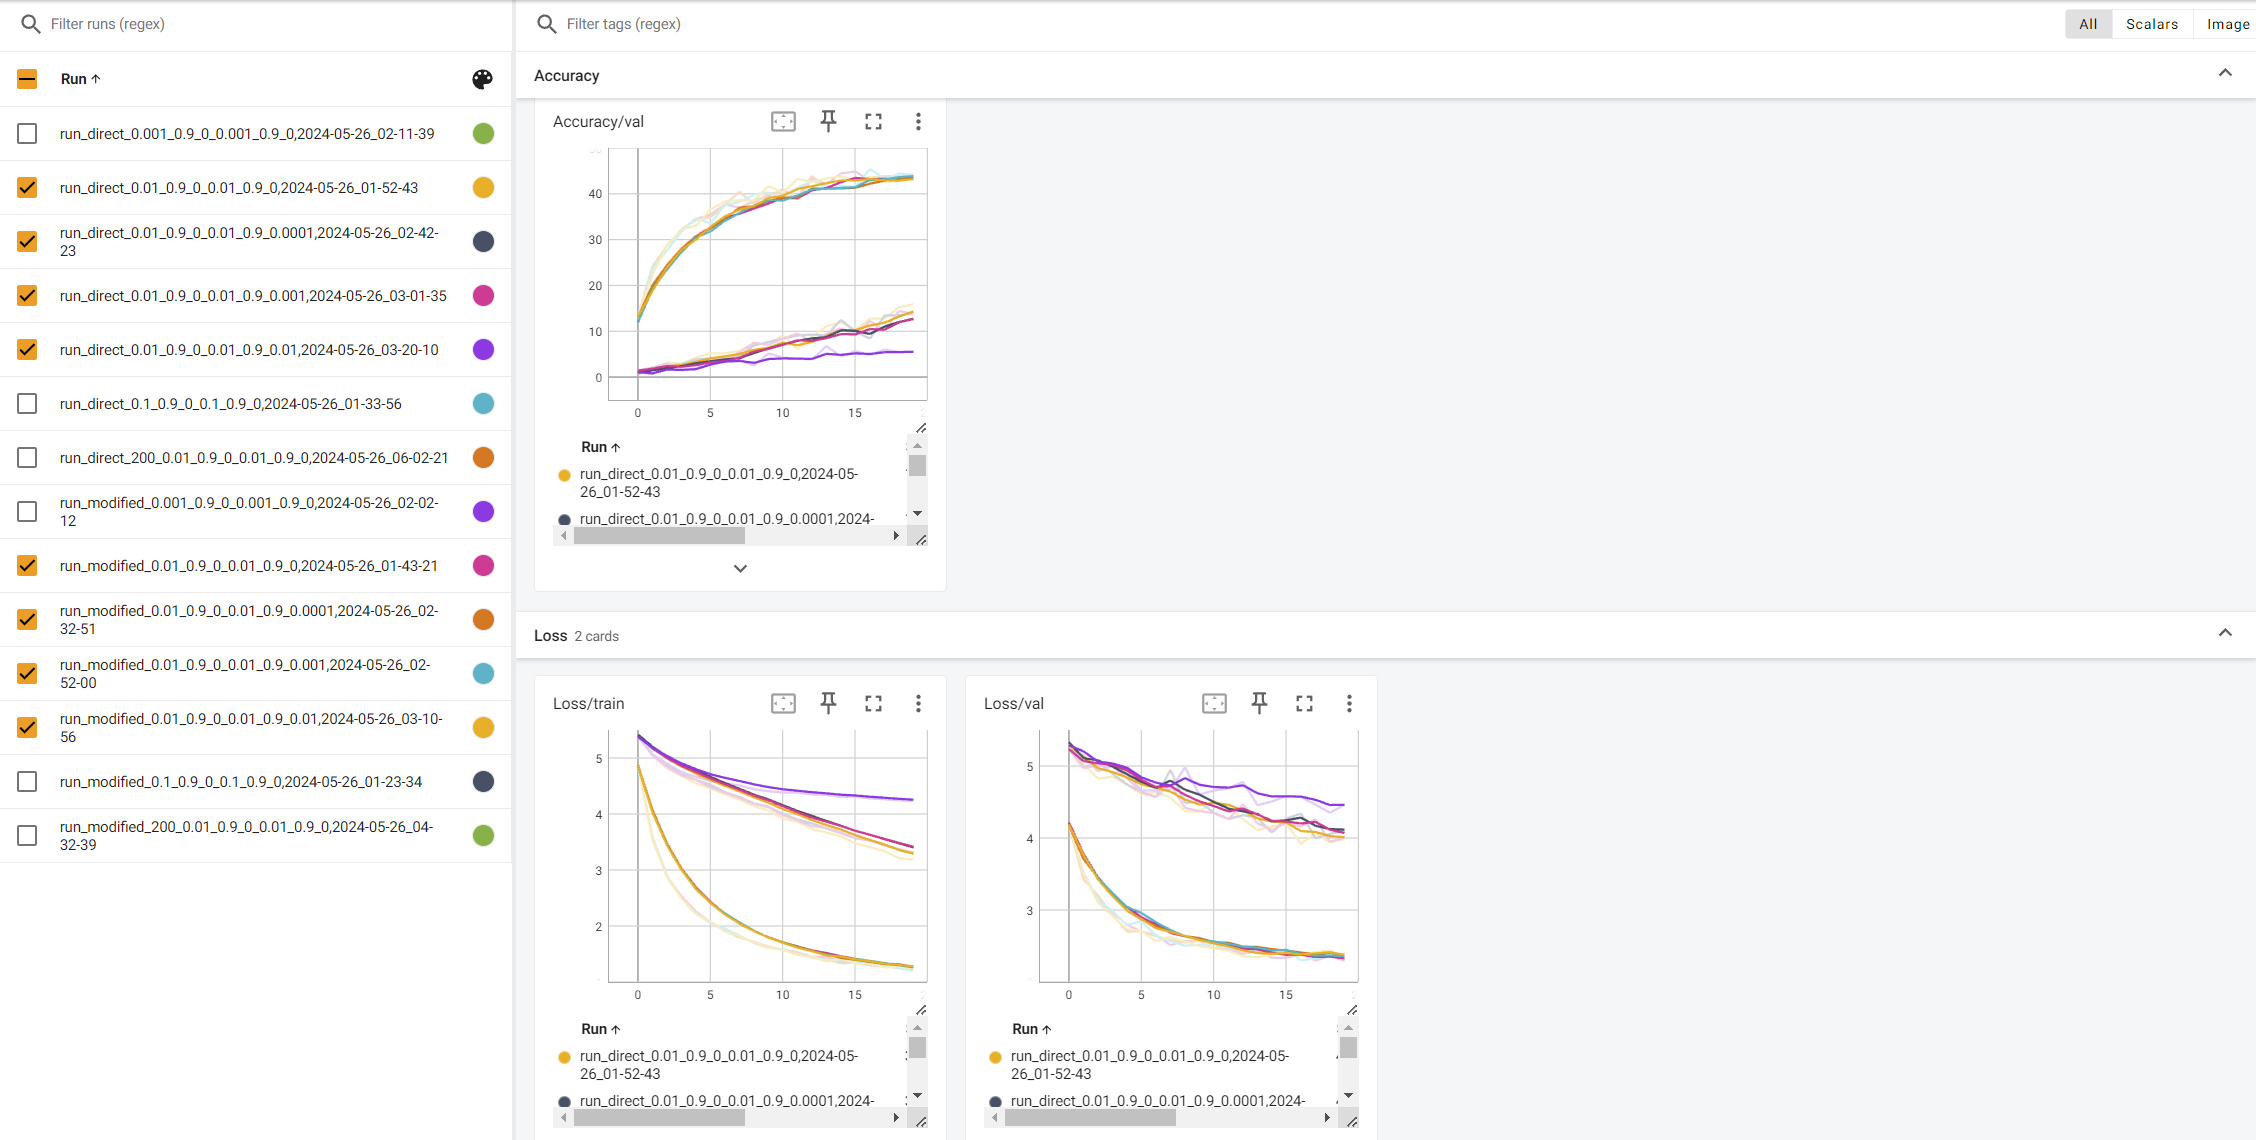 Filter runs (regex)
Filter tags (regex)
All
Scalars
Image
Run
run_direct_0.001_0.9_0_0.001_0.9_0,2024-05-26_02-11-39
run_direct_0.01_0.9_0_0.01_0.9_0,2024-05-26_01-52-43
run_direct_0.01_0.9_0_0.01_0.9_0.0001,2024-05-26_02-42-
23
run_direct_0.01_0.9_0_0.01_0.9_0.001,2024-05-26_03-01-35
run_direct_0.01_0.9_0_0.01_0.9_0.01,2024-05-26_03-20-10
run_direct_0.1_0.9_0_0.1_0.9_0,2024-05-26_01-33-56
run_direct_200_0.01_0.9_0_0.01_0.9_0,2024-05-26_06-02-21
run_modified_0.001_0.9_0_0.001_0.9_0,2024-05-26_02-02-
12
run_modified_0.01_0.9_0_0.01_0.9_0,2024-05-26_01-43-21
run_modified_0.01_0.9_0_0.01_0.9_0.0001,2024-05-26_02-
32-51
run_modified_0.01_0.9_0_0.01_0.9_0.001,2024-05-26_02-
52-00
run_modified_0.01_0.9_0_0.01_0.9_0.01,2024-05-26_03-10-
56
run_modified_0.1_0.9_0_0.1_0.9_0,2024-05-26_01-23-34
run_modified_200_0.01_0.9_0_0.01_0.9_0,2024-05-26_04-
32-39
Accuracy
Accuracy/val
40
30
20
10
0
0 5 10 15
Run
run_direct_0.01_0.9_0_0.01_0.9_0,2024-05-
26_01-52-43
run_direct_0.01_0.9_0_0.01_0.9_0.0001,2024-
Loss 2 cards
Loss/train
5
4
3
2
0 5 10 15
Run
run_direct_0.01_0.9_0_0.01_0.9_0,2024-05-
26_01-52-43
run_direct_0.01_0.9_0_0.01_0.9_0.0001,2024-
Loss/val
5
4
3
0 5 10 15
Run
run_direct_0.01_0.9_0_0.01_0.9_0,2024-05-
26_01-52-43
run_direct_0.01_0.9_0_0.01_0.9_0.0001,2024-